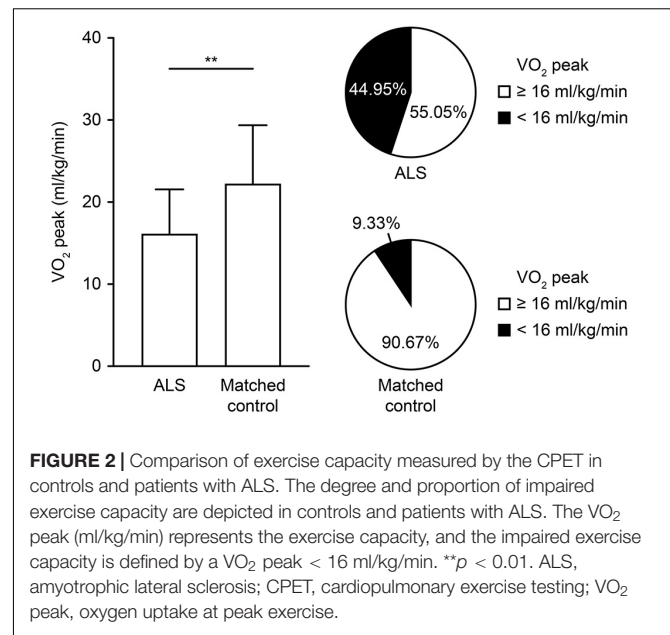 40
30
20
10
0
VO₂ peak (ml/kg/min)
**
ALS
Matched
control
44.95%
55.05%
ALS
VO₂ peak
≥ 16 ml/kg/min
< 16 ml/kg/min
9.33%
90.67%
Matched
control
VO₂ peak
≥ 16 ml/kg/min
< 16 ml/kg/min
FIGURE 2 | Comparison of exercise capacity measured by the CPET in
controls and patients with ALS. The degree and proportion of impaired
exercise capacity are depicted in controls and patients with ALS. The VO₂
peak (ml/kg/min) represents the exercise capacity, and the impaired exercise
capacity is defined by a VO₂ peak < 16 ml/kg/min. **p < 0.01. ALS,
amyotrophic lateral sclerosis; CPET, cardiopulmonary exercise testing; VO₂
peak, oxygen uptake at peak exercise.